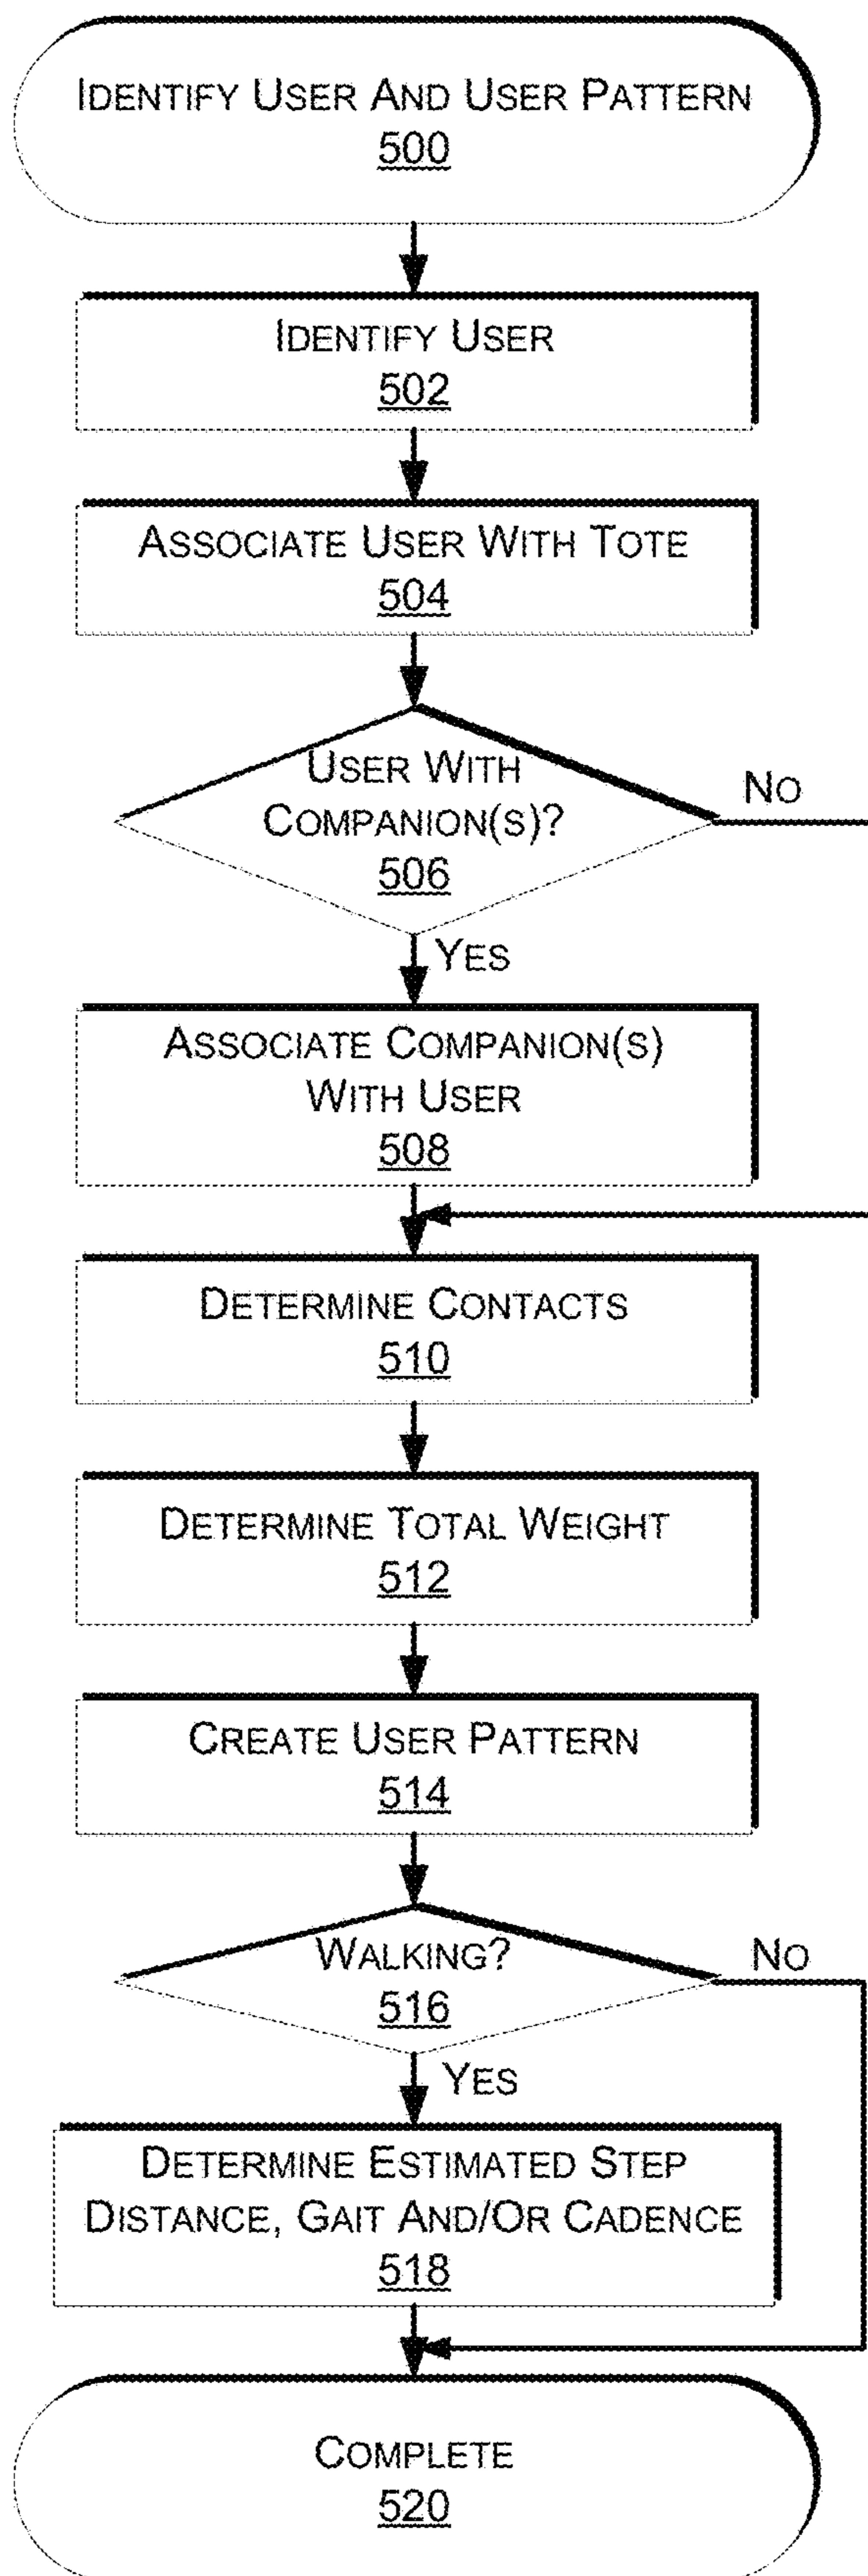 IDENTIFY USER AND USER PATTERN
500
IDENTIFY USER
502
ASSOCIATE USER WITH TOTE
504
USER WITH
COMPANION(S)?
506
NO
YES
ASSOCIATE COMPANION(S)
WITH USER
508
DETERMINE CONTACTS
510
DETERMINE TOTAL WEIGHT
512
CREATE USER PATTERN
514
WALKING?
516
NO
YES
DETERMINE ESTIMATED STEP
DISTANCE, GAIT AND/OR CADENCE
518
COMPLETE
520